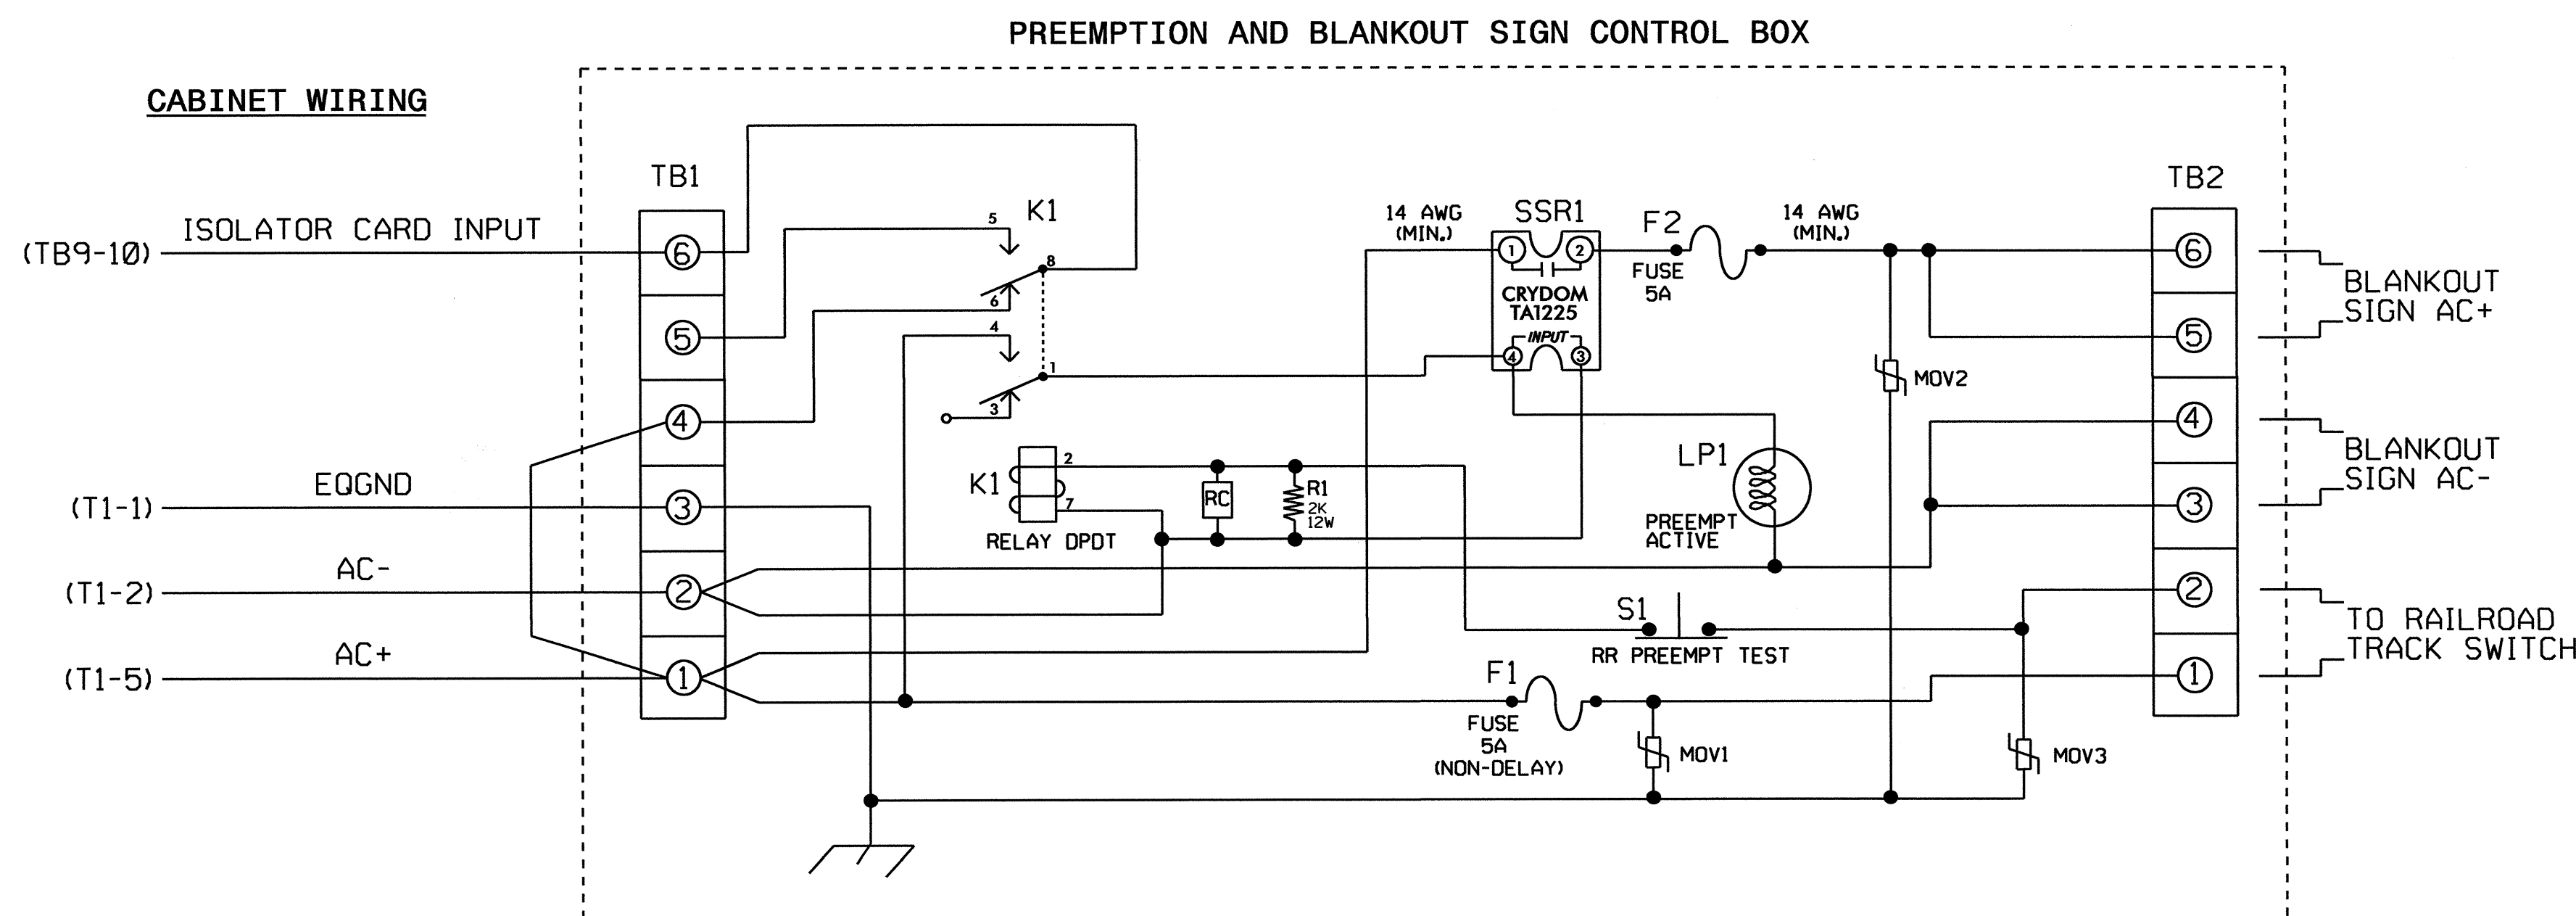 PREEMPTION AND BLANKOUT SIGN CONTROL BOX
CABINET WIRING
TB1
TB2
(TB9-10)
ISOLATOR CARD INPUT
6
5
4
3
2
1
EQGND
(T1-1)
AC-
(T1-2)
AC+
(T1-5)
5
K1
8
6
4
1
3
K1
2
7
RELAY DPDT
RC
R1
2K
12W
14 AWG
(MIN.)
SSR1
1
2
CRYDOM
TA1225
INPUT
4
3
F2
FUSE
5A
14 AWG
(MIN.)
MOV2
LP1
PREEMPT
ACTIVE
S1
RR PREEMPT TEST
F1
FUSE
5A
(NON-DELAY)
MOV1
MOV3
6
5
4
3
2
1
BLANKOUT
SIGN AC+
BLANKOUT
SIGN AC-
TO RAILROAD
TRACK SWITCH